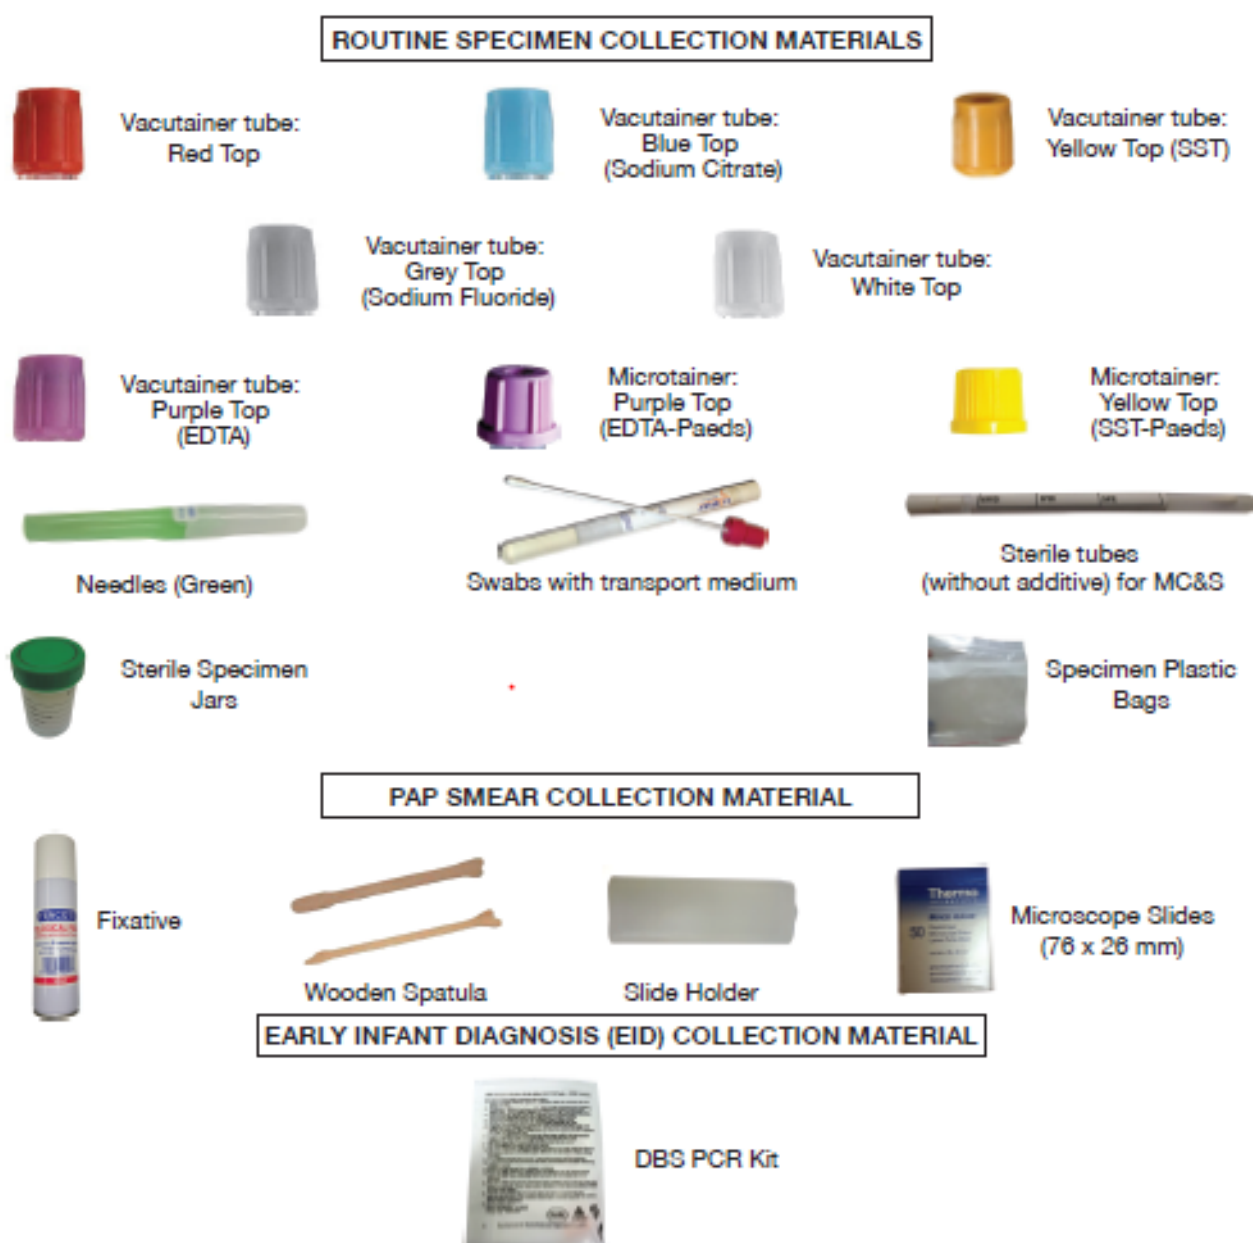 ROUTINE SPECIMEN COLLECTION MATERIALS
Vacutainer tube:
Red Top
Vacutainer tube:
Blue Top
(Sodium Citrate)
Vacutainer tube:
Yellow Top (SST)
Vacutainer tube:
Grey Top
(Sodium Fluoride)
Vacutainer tube:
White Top
Vacutainer tube:
Purple Top
(EDTA)
Microtainer:
Purple Top
(EDTA-Paeds)
Microtainer:
Yellow Top
(SST-Paeds)
Needles (Green)
Swabs with transport medium
Sterile tubes
(without additive) for MC&S
Sterile Specimen
Jars
Specimen Plastic
Bags
PAP SMEAR COLLECTION MATERIAL
Fixative
Wooden Spatula
Slide Holder
Thermo
50
Microscope Slides
(76 x 26 mm)
EARLY INFANT DIAGNOSIS (EID) COLLECTION MATERIAL
DBS PCR Kit